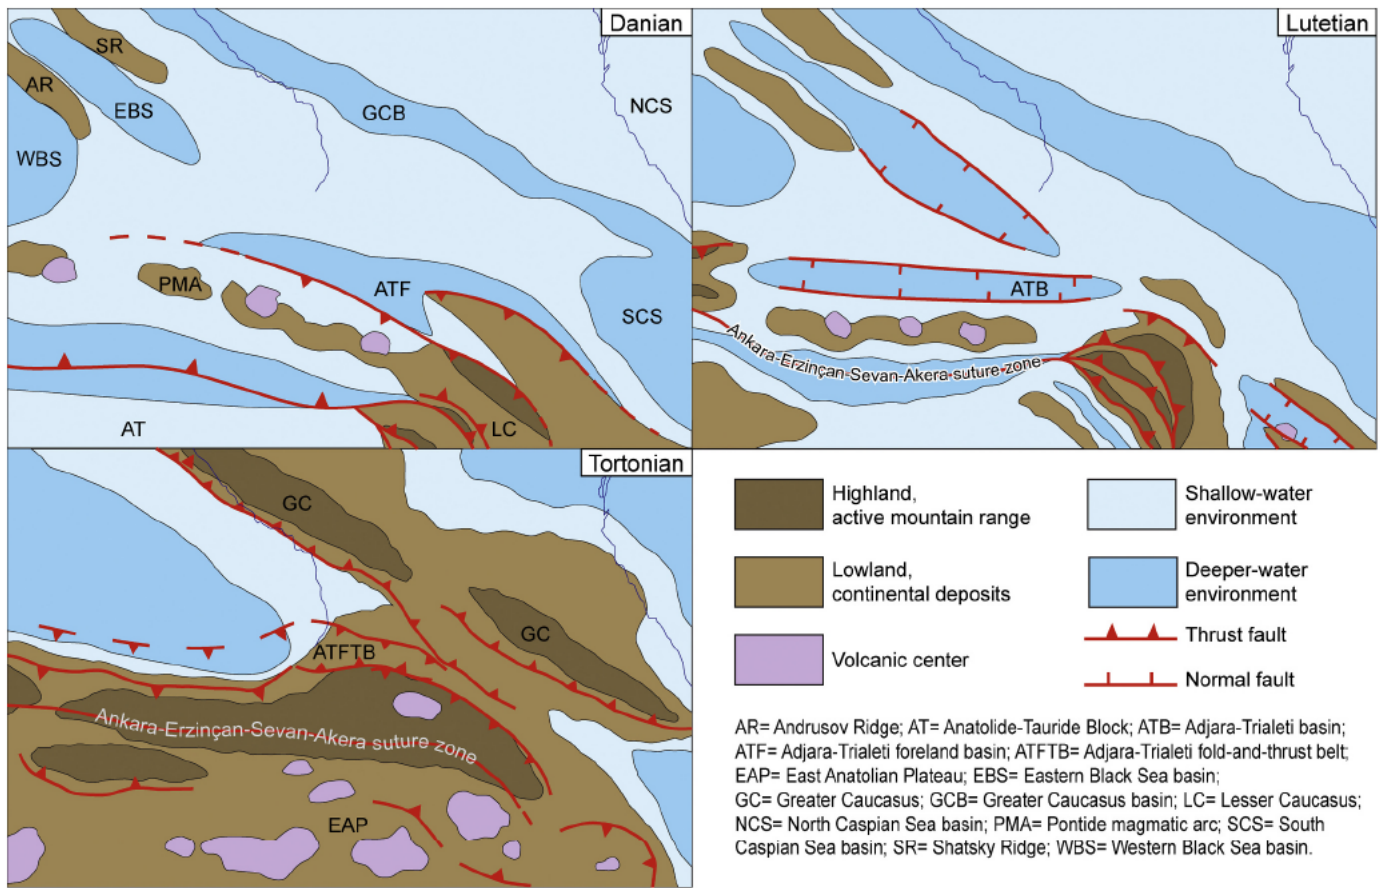 Danian
SR
AR
EBS
GCB
NCS
WBS
PMA
ATF
SCS
AT
LC
Lutetian
ATB
Ankara-Erzinçan-Sevan-Akera suture zone
Tortonian
GC
GC
ATFTB
Ankara-Erzinçan-Sevan-Akera suture zone
EAP
Highland,
active mountain range
Lowland,
continental deposits
Volcanic center
Shallow-water
environment
Deeper-water
environment
Thrust fault
Normal fault
AR= Andrusov Ridge; AT= Anatolide-Tauride Block; ATB= Adjara-Trialeti basin;
ATF= Adjara-Trialeti foreland basin; ATFTB= Adjara-Trialeti fold-and-thrust belt;
EAP= East Anatolian Plateau; EBS= Eastern Black Sea basin;
GC= Greater Caucasus; GCB= Greater Caucasus basin; LC= Lesser Caucasus;
NCS= North Caspian Sea basin; PMA= Pontide magmatic arc; SCS= South
Caspian Sea basin; SR= Shatsky Ridge; WBS= Western Black Sea basin.